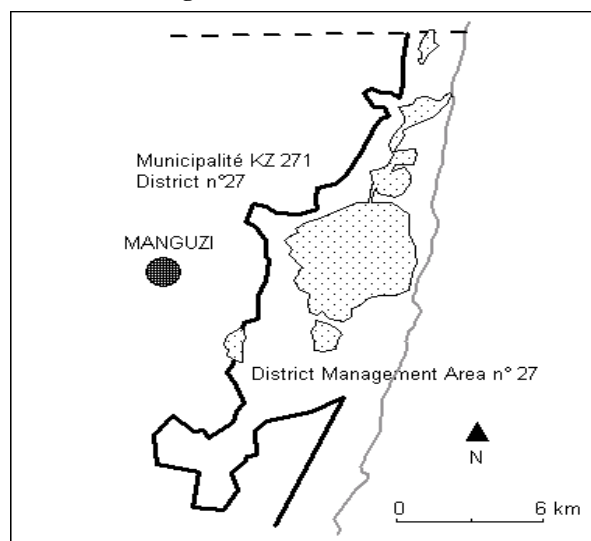 Municipalité KZ 271
District n°27
MANGUZI
District Management Area n° 27
N
0 6 km